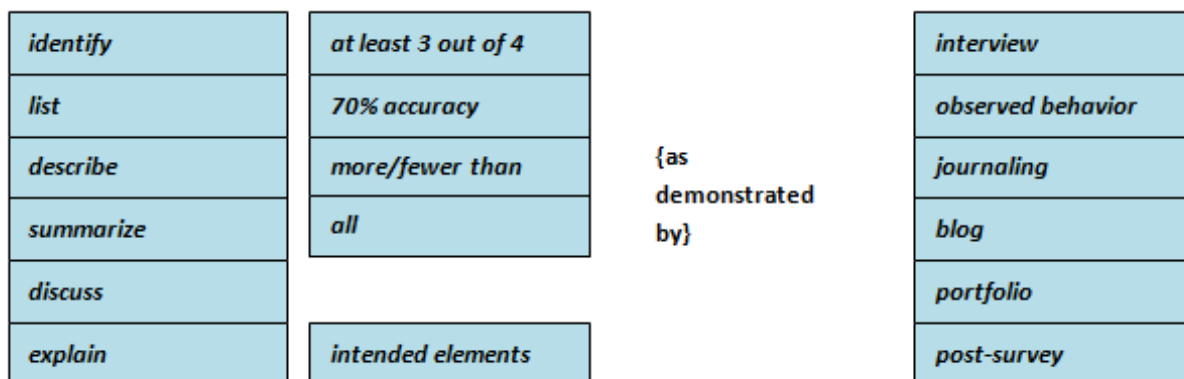 identify
list
describe
summarize
discuss
explain
at least 3 out of 4
70% accuracy
more/fewer than
all
intended elements
{as
demonstrated
by}
interview
observed behavior
journaling
blog
portfolio
post-survey